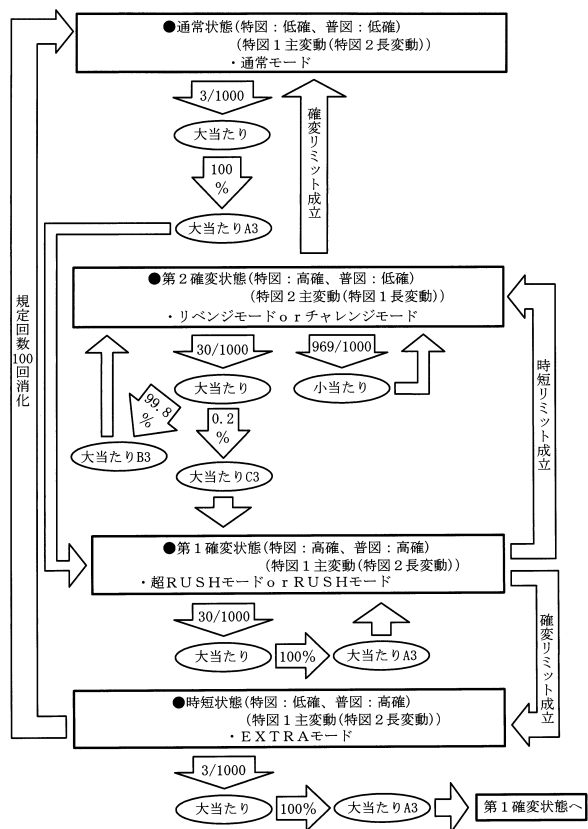 ●通常状態(特図：低確、普図：低確)
(特図１主変動(特図２長変動))
・通常モード
3/1000
大当たり
100
%
大当たりA3
確変リミット成立
●第２確変状態(特図：高確、普図：低確)
(特図２主変動(特図１長変動))
・リベンジモードｏｒチャレンジモード
30/1000
969/1000
大当たり
小当たり
99.8
%
0.2
%
大当たりB3
大当たりC3
規定回数100回消化
時短リミット成立
●第１確変状態(特図：高確、普図：高確)
(特図１主変動(特図２長変動))
・超ＲＵＳＨモードｏｒＲＵＳＨモード
30/1000
大当たり
100%
大当たりA3
確変リミット成立
●時短状態(特図：低確、普図：高確)
(特図１主変動(特図２長変動))
・ＥＸＴＲＡモード
3/1000
大当たり
100%
大当たりA3
第１確変状態へ